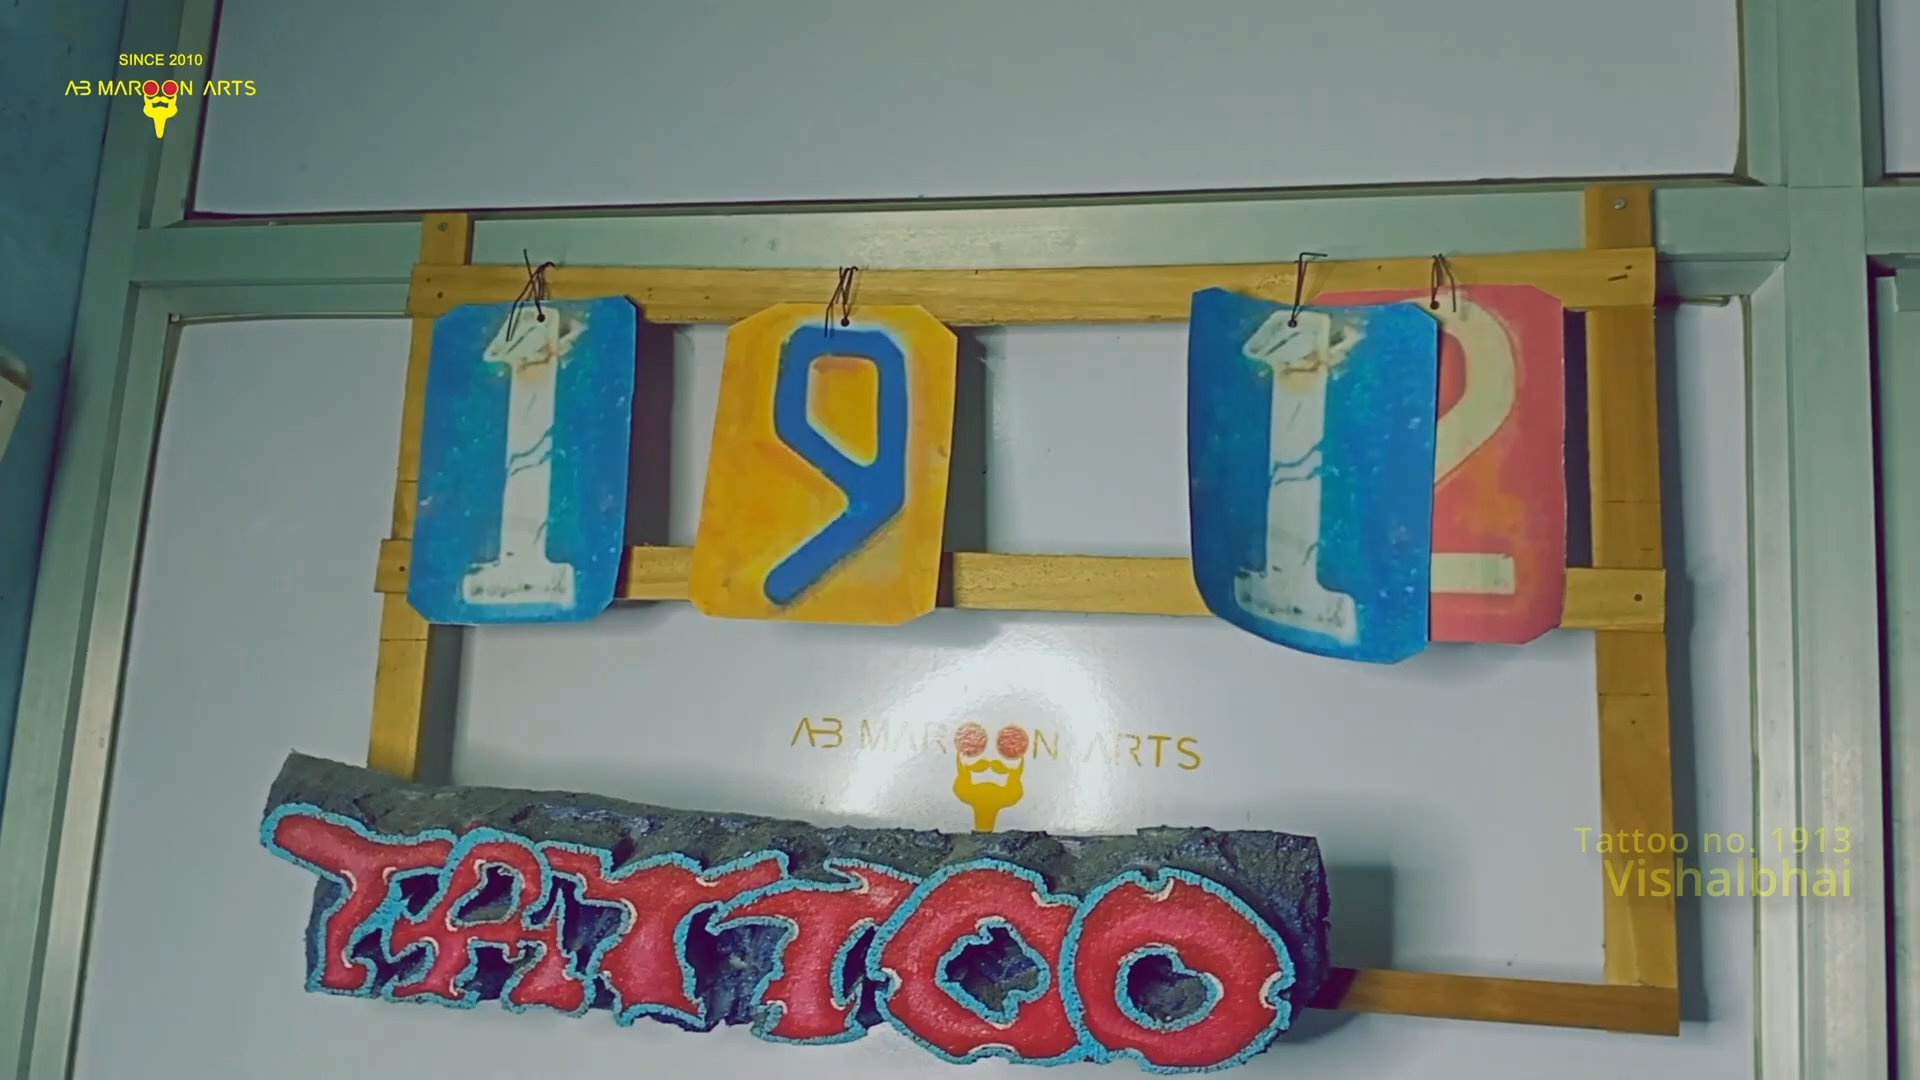 SINCE 2010
AB MAROON ARTS
1 9 1 2
AB MAROON ARTS
Tattoo no. 1913
Vishalbhai
TATTOO